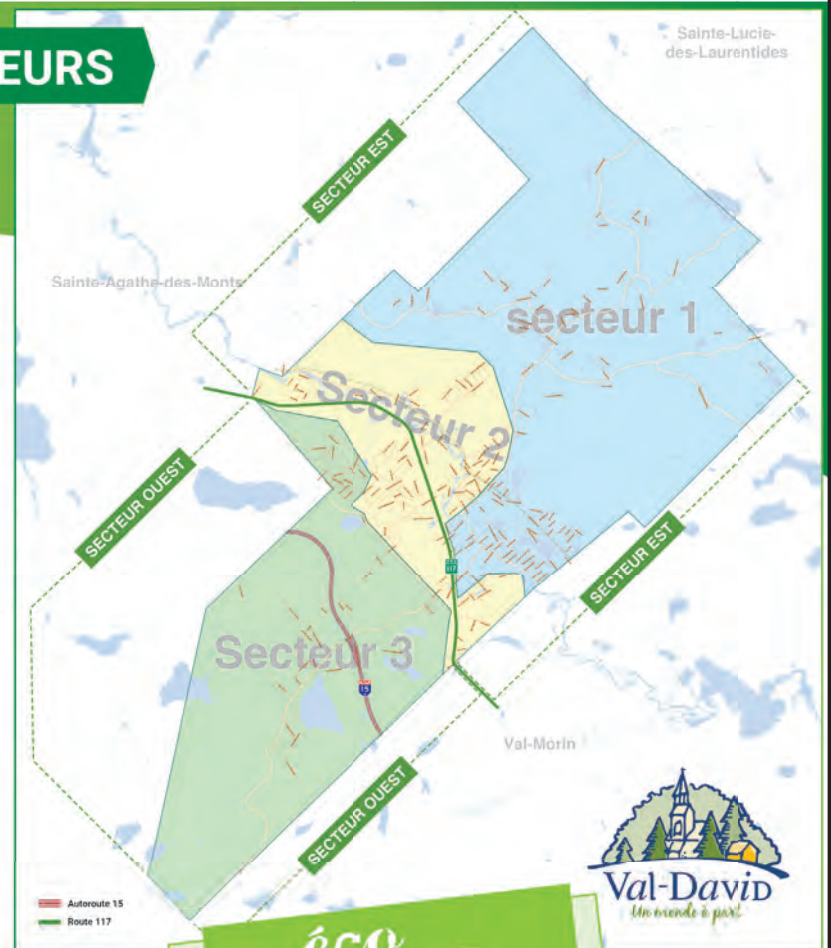 EURS
Sainte-Lucie-
des-Laurentides
SECTEUR EST
Sainte-Agathe-des-Monts
secteur 1
Secteur 2
SECTEUR OUEST
117
SECTEUR EST
Secteur 3
15
Val-Morin
SECTEUR OUEST
Val-David
Un monde à part!
Autoroute 15
Route 117
éco